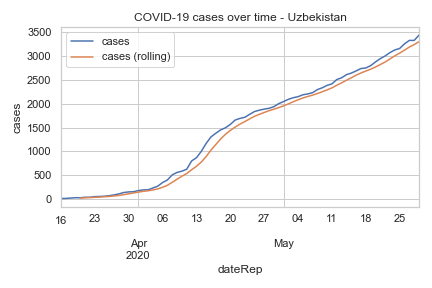 COVID-19 cases over time - Uzbekistan
cases
cases (rolling)
3500
3000
2500
2000
1500
1000
500
0
cases
16 23 30 06 13 20 27 04 11 18 25
Apr May
2020
dateRep